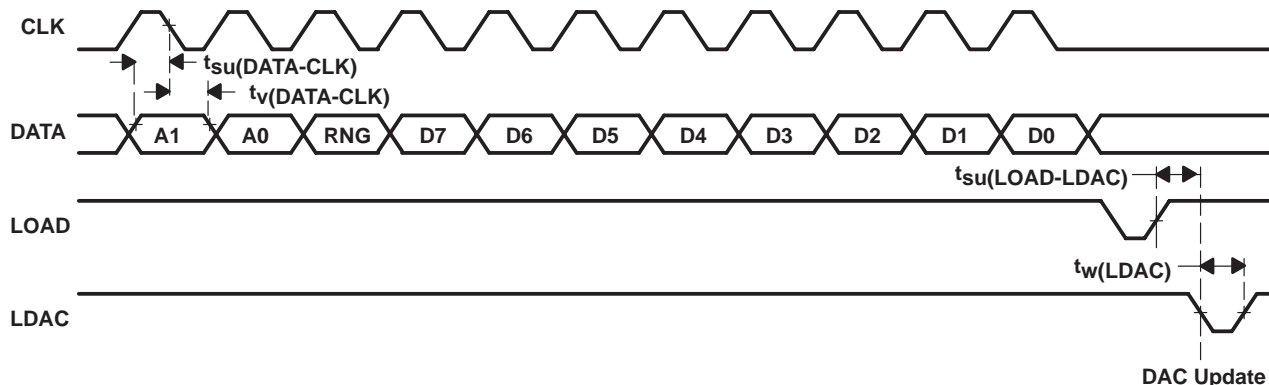 CLK
tsu(DATA-CLK)
tv(DATA-CLK)
DATA A1 A0 RNG D7 D6 D5 D4 D3 D2 D1 D0
tsu(LOAD-LDAC)
LOAD
tw(LDAC)
LDAC
DAC Update